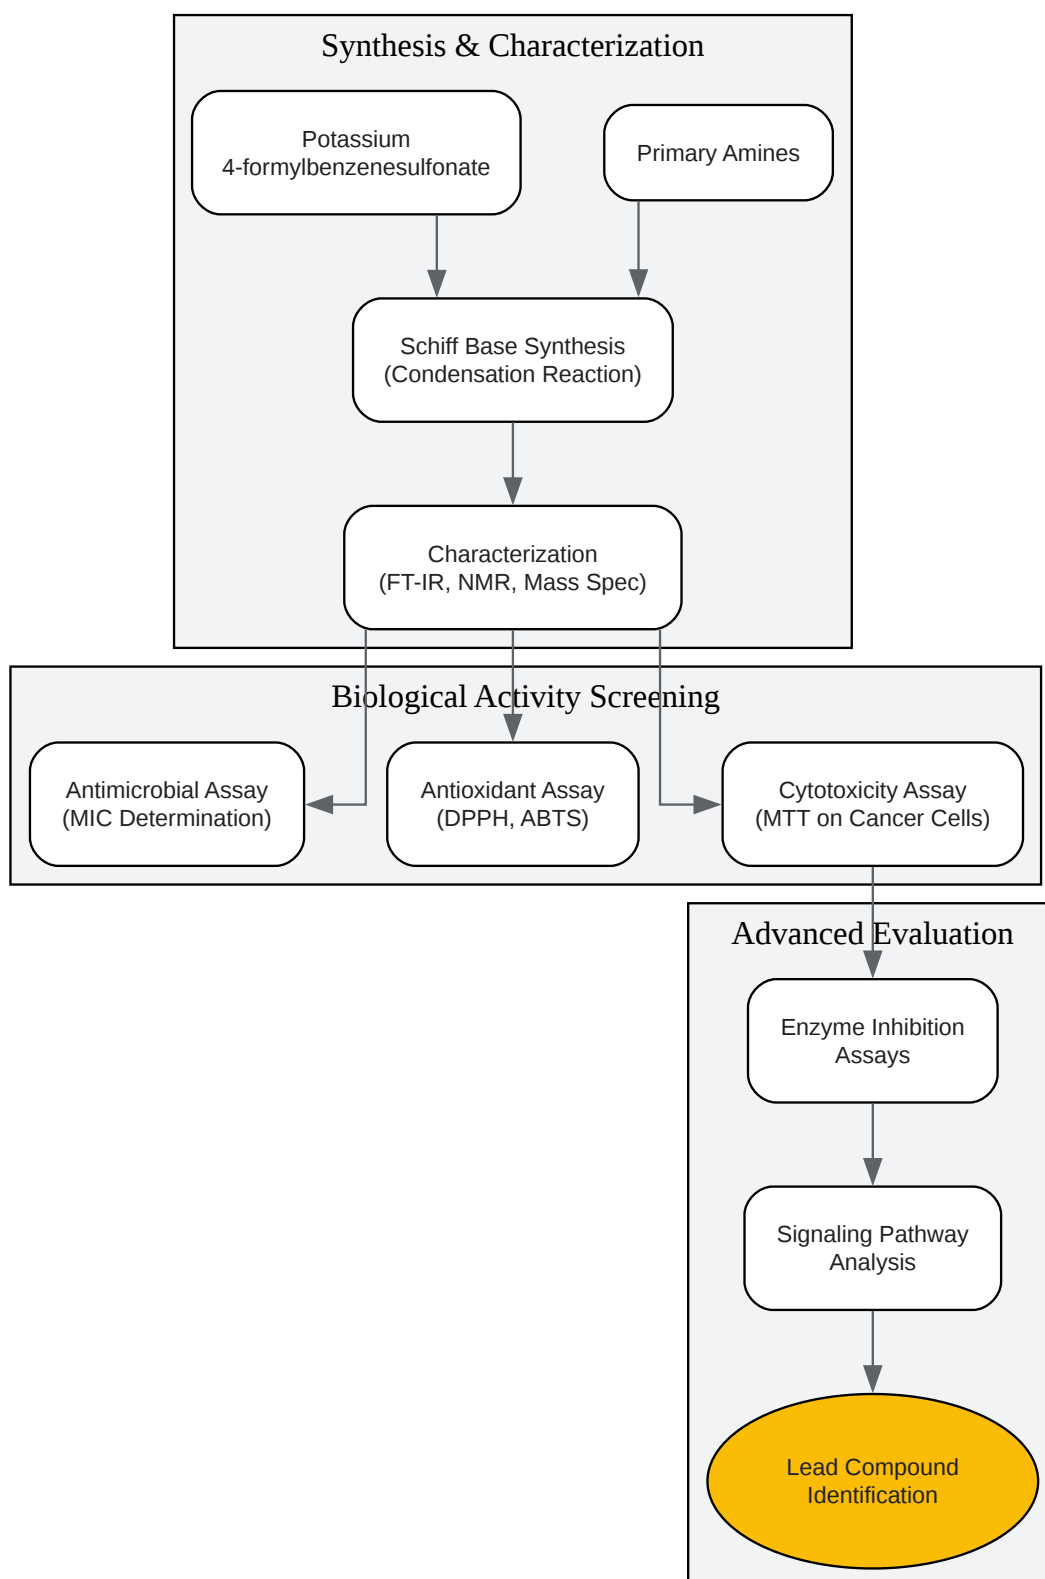 Synthesis & Characterization
Potassium
4-formylbenzenesulfonate
Primary Amines
Schiff Base Synthesis
(Condensation Reaction)
Characterization
(FT-IR, NMR, Mass Spec)
Biological Activity Screening
Antimicrobial Assay
(MIC Determination)
Antioxidant Assay
(DPPH, ABTS)
Cytotoxicity Assay
(MTT on Cancer Cells)
Advanced Evaluation
Enzyme Inhibition
Assays
Signaling Pathway
Analysis
Lead Compound
Identification